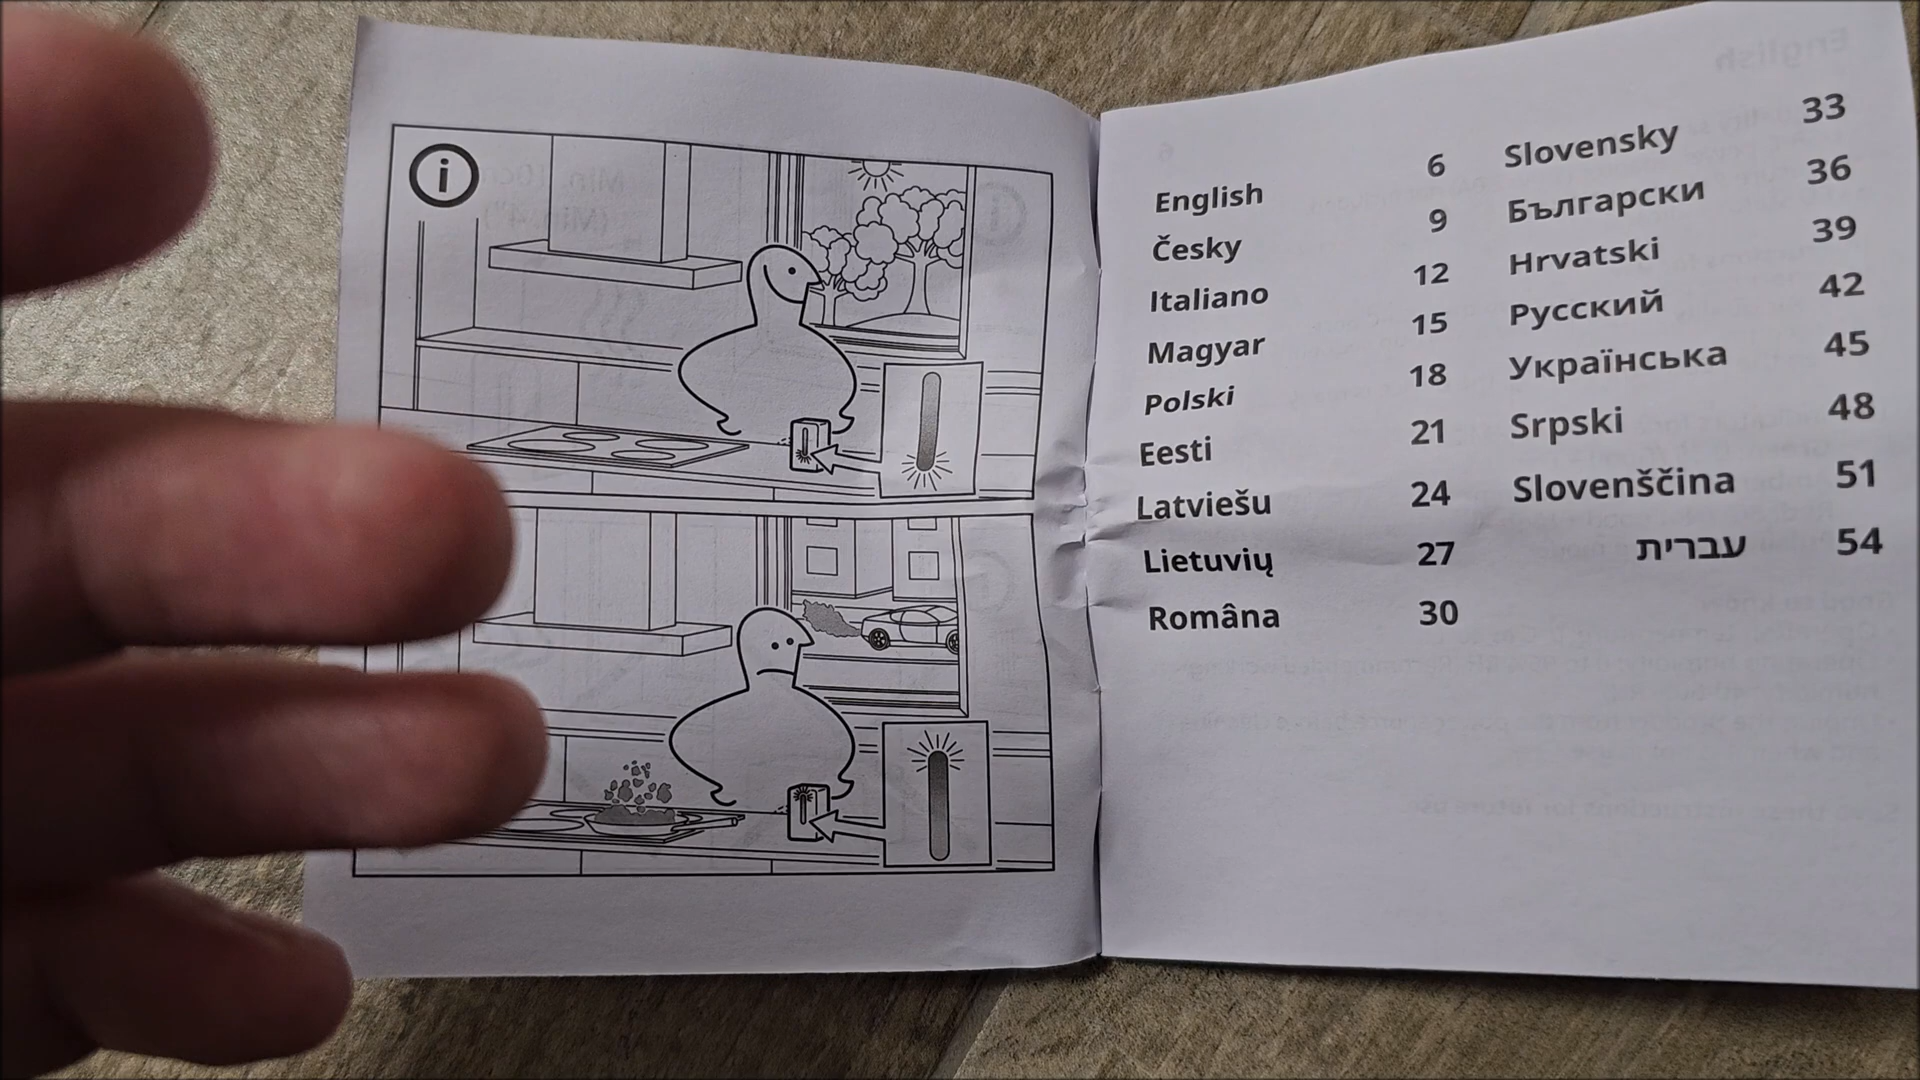 i
English 6
Česky 9
Italiano 12
Magyar 15
Polski 18
Eesti 21
Latviešu 24
Lietuvių 27
Româna 30
Slovensky 33
Български 36
Hrvatski 39
Русский 42
Українська 45
Srpski 48
Slovenščina 51
עברית 54